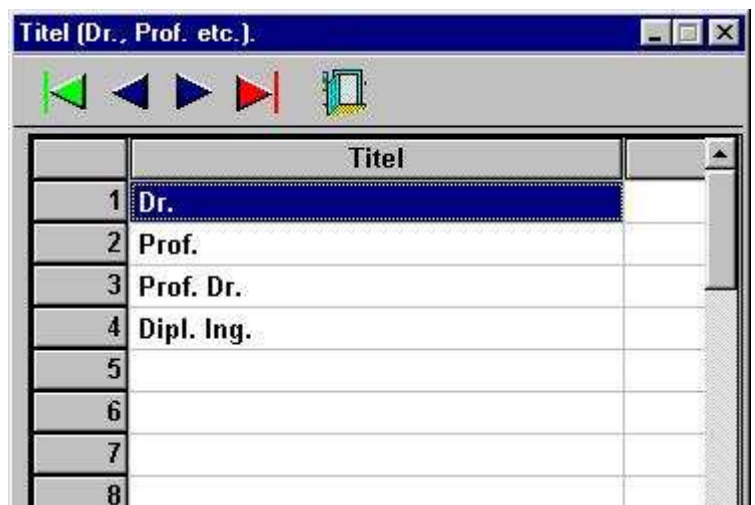 Titel (Dr., Prof. etc.).
Titel
1 Dr.
2 Prof.
3 Prof. Dr.
4 Dipl. Ing.
5
6
7
8